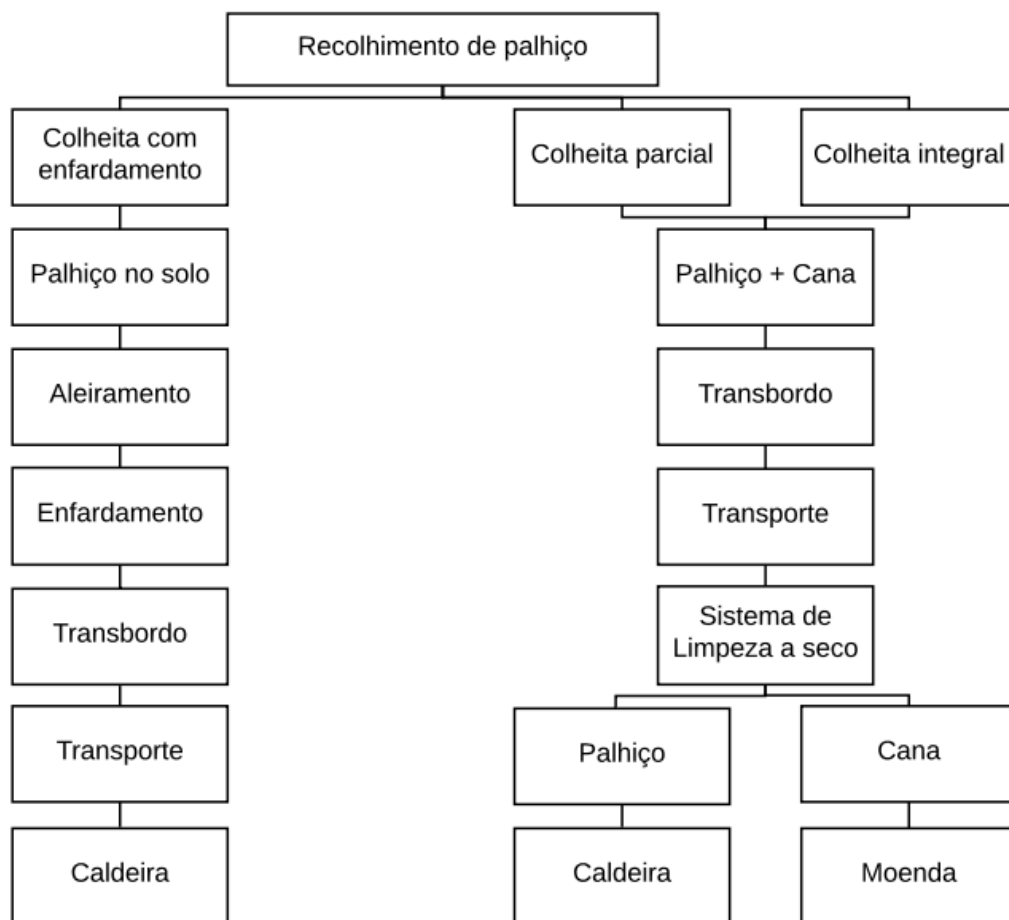 Recolhimento de palhiço
Colheita com
enfardamento
Colheita parcial
Colheita integral
Palhiço no solo
Palhiço + Cana
Aleiramento
Transbordo
Enfardamento
Transporte
Transbordo
Sistema de
Limpeza a seco
Transporte
Palhiço
Cana
Caldeira
Caldeira
Moenda